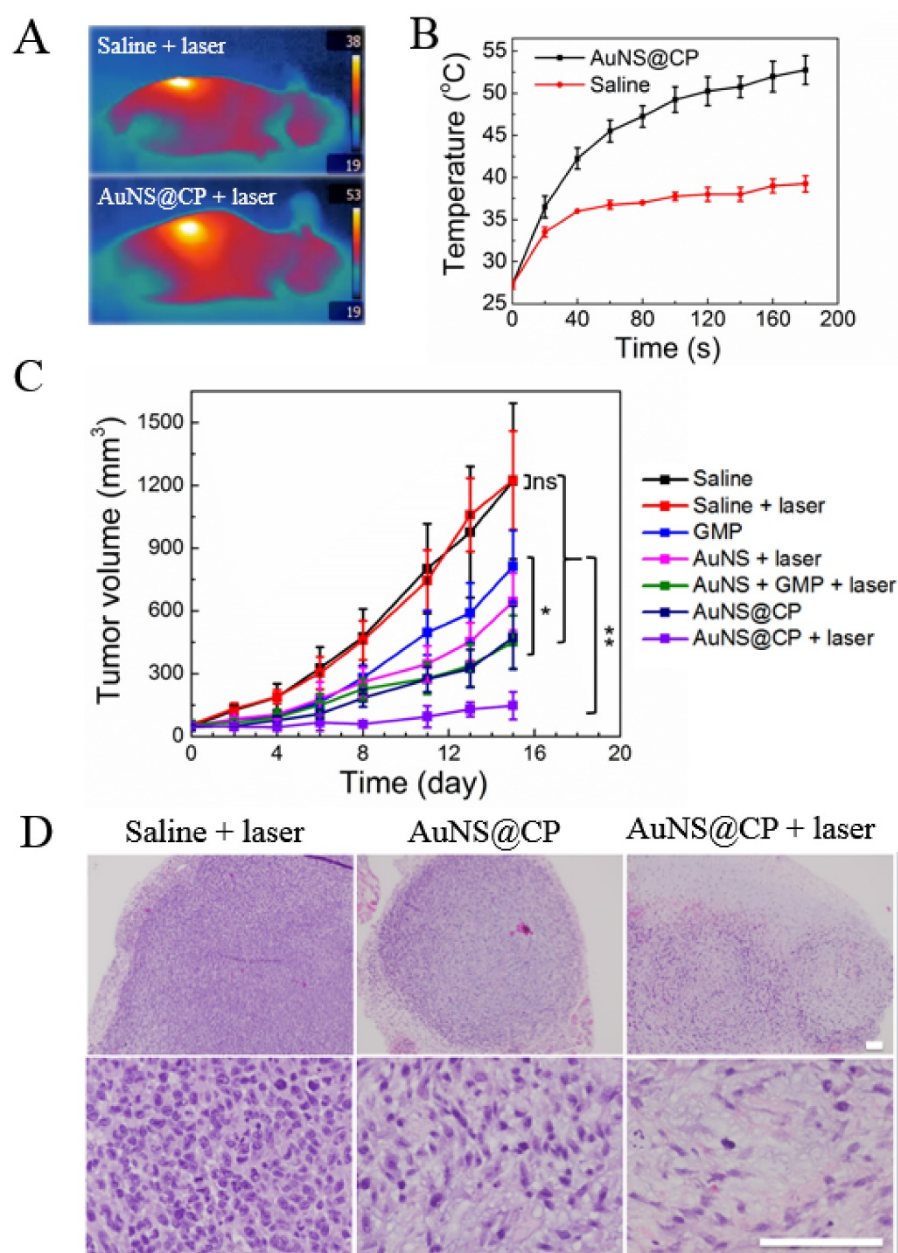 A
Saline + laser
38
19
AuNS@CP + laser
53
19
B
AuNS@CP
Saline
Temperature (°C)
55
50
45
40
35
30
25
0 40 80 120 160 200
Time (s)
C
Tumor volume (mm³)
1500
1200
900
600
300
0
0 4 8 12 16 20
Time (day)
ns
*
**
Saline
Saline + laser
GMP
AuNS + laser
AuNS + GMP + laser
AuNS@CP
AuNS@CP + laser
D
Saline + laser
AuNS@CP
AuNS@CP + laser